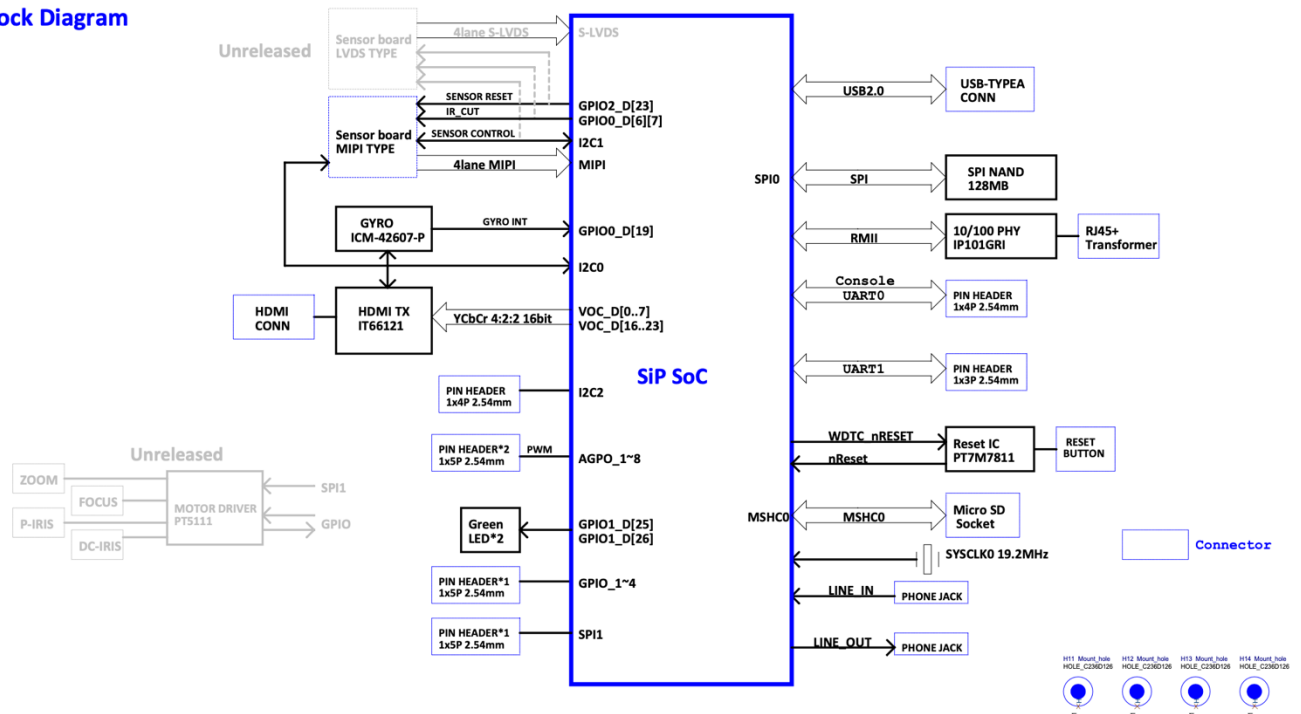 ock Diagram
Unreleased
Sensor board
LVDS TYPE
4lane S-LVDS
S-LVDS
SENSOR RESET
GPIO2_D[23]
IR_CUT
GPIO0_D[6][7]
Sensor board
MIPI TYPE
SENSOR CONTROL
I2C1
4lane MIPI
MIPI
GYRO
ICM-42607-P
GYRO INT
GPIO0_D[19]
I2C0
HDMI
CONN
HDMI TX
IT66121
YCbCr 4:2:2 16bit
VOC_D[0..7]
VOC_D[16..23]
PIN HEADER
1x4P 2.54mm
I2C2
PIN HEADER*2
1x5P 2.54mm
PWM
AGPO_1~8
Unreleased
ZOOM
FOCUS
P-IRIS
DC-IRIS
MOTOR DRIVER
PTS111
SPI1
GPIO
Green
LED*2
GPIO1_D[25]
GPIO1_D[26]
PIN HEADER*1
1x5P 2.54mm
GPIO_1~4
PIN HEADER*1
1x5P 2.54mm
SPI1
SiP SoC
USB2.0
USB-TYPEA
CONN
SPI0
SPI
SPI NAND
128MB
RMII
10/100 PHY
IP101GRI
RJ45+
Transformer
Console
UART0
PIN HEADER
1x4P 2.54mm
UART1
PIN HEADER
1x3P 2.54mm
WDTC_nRESET
nReset
Reset IC
PT7M7811
RESET
BUTTON
MSHC0
MSHC0
Micro SD
Socket
SYSCLK0 19.2MHz
LINE_IN
PHONE JACK
LINE_OUT
PHONE JACK
Connector
H11 Mount_hole
HOLE_C236D126
H12 Mount_hole
HOLE_C236D126
H13 Mount_hole
HOLE_C236D126
H14 Mount_hole
HOLE_C236D126